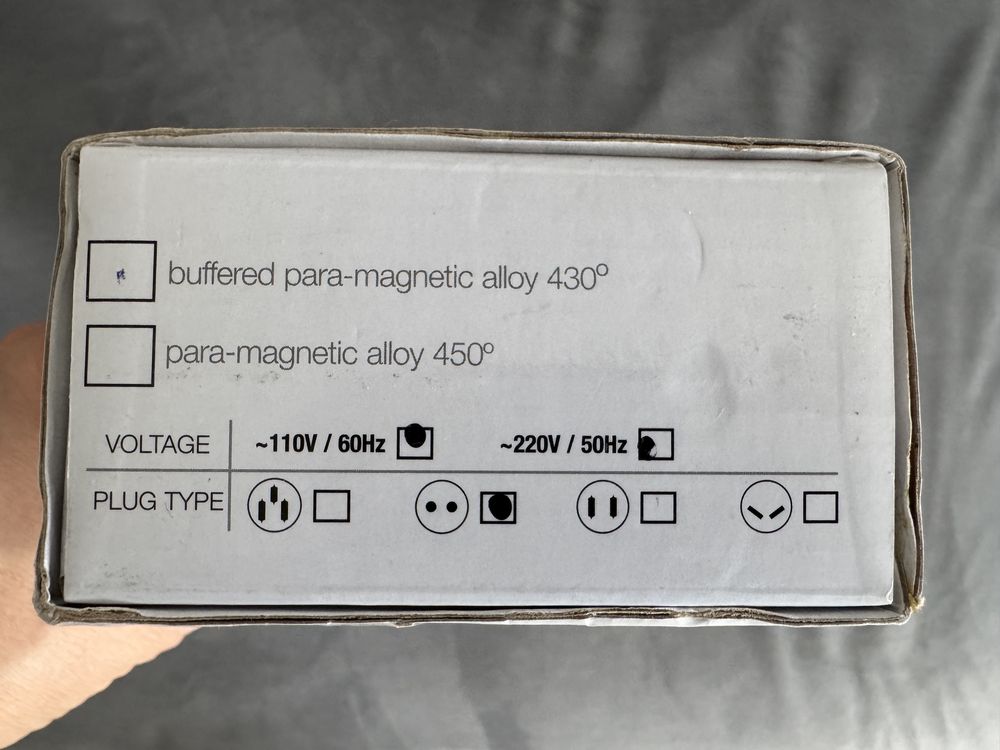 buffered para-magnetic alloy 430º
para-magnetic alloy 450º
VOLTAGE ~110V / 60Hz ~220V / 50Hz
PLUG TYPE